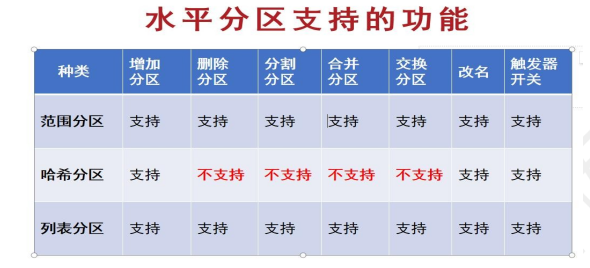 水平分区支持的功能
种类 增加分区 删除分区 分割分区 合并分区 交换分区 改名 触发器开关
范围分区 支持 支持 支持 支持 支持 支持 支持
哈希分区 支持 不支持 不支持 不支持 不支持 支持 支持
列表分区 支持 支持 支持 支持 支持 支持 支持